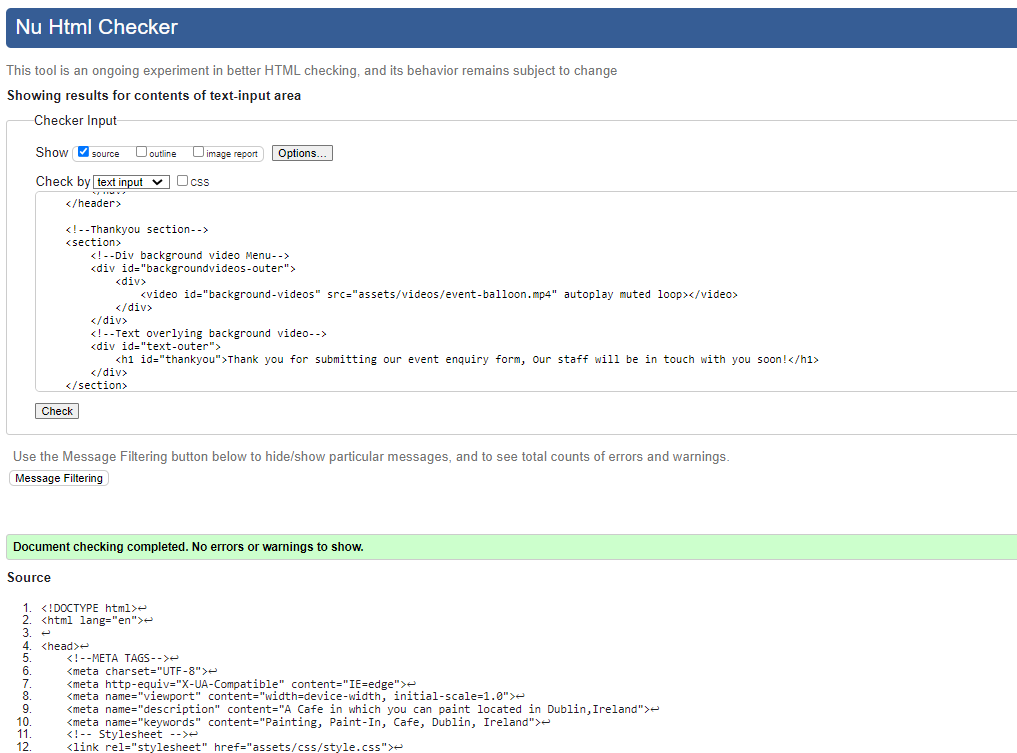 Nu Html Checker
This tool is an ongoing experiment in better HTML checking, and its behavior remains subject to change
Showing results for contents of text-input area
Checker Input
Show source outline image report Options...
Check by text input css
</header>
<!--Thankyou section-->
<section>
<!--Div background video Menu-->
<div id="backgroundvideos-outer">
<div>
<video id="background-videos" src="assets/videos/event-balloon.mp4" autoplay muted loop></video>
</div>
</div>
<!--Text overlying background video-->
<div id="text-outer">
<h1 id="thankyou">Thank you for submitting our event enquiry form, Our staff will be in touch with you soon!</h1>
</div>
</section>
Check
Use the Message Filtering button below to hide/show particular messages, and to see total counts of errors and warnings.
Message Filtering
Document checking completed. No errors or warnings to show.
Source
1. <!DOCTYPE html>↩
2. <html lang="en">↩
3. ↩
4. <head>↩
5. <!--META TAGS-->↩
6. <meta charset="UTF-8">↩
7. <meta http-equiv="X-UA-Compatible" content="IE=edge">↩
8. <meta name="viewport" content="width=device-width, initial-scale=1.0">↩
9. <meta name="description" content="A Cafe in which you can paint located in Dublin,Ireland">↩
10. <meta name="keywords" content="Painting, Paint-In, Cafe, Dublin, Ireland">↩
11. <!-- Stylesheet -->↩
12. <link rel="stylesheet" href="assets/css/style.css">↩